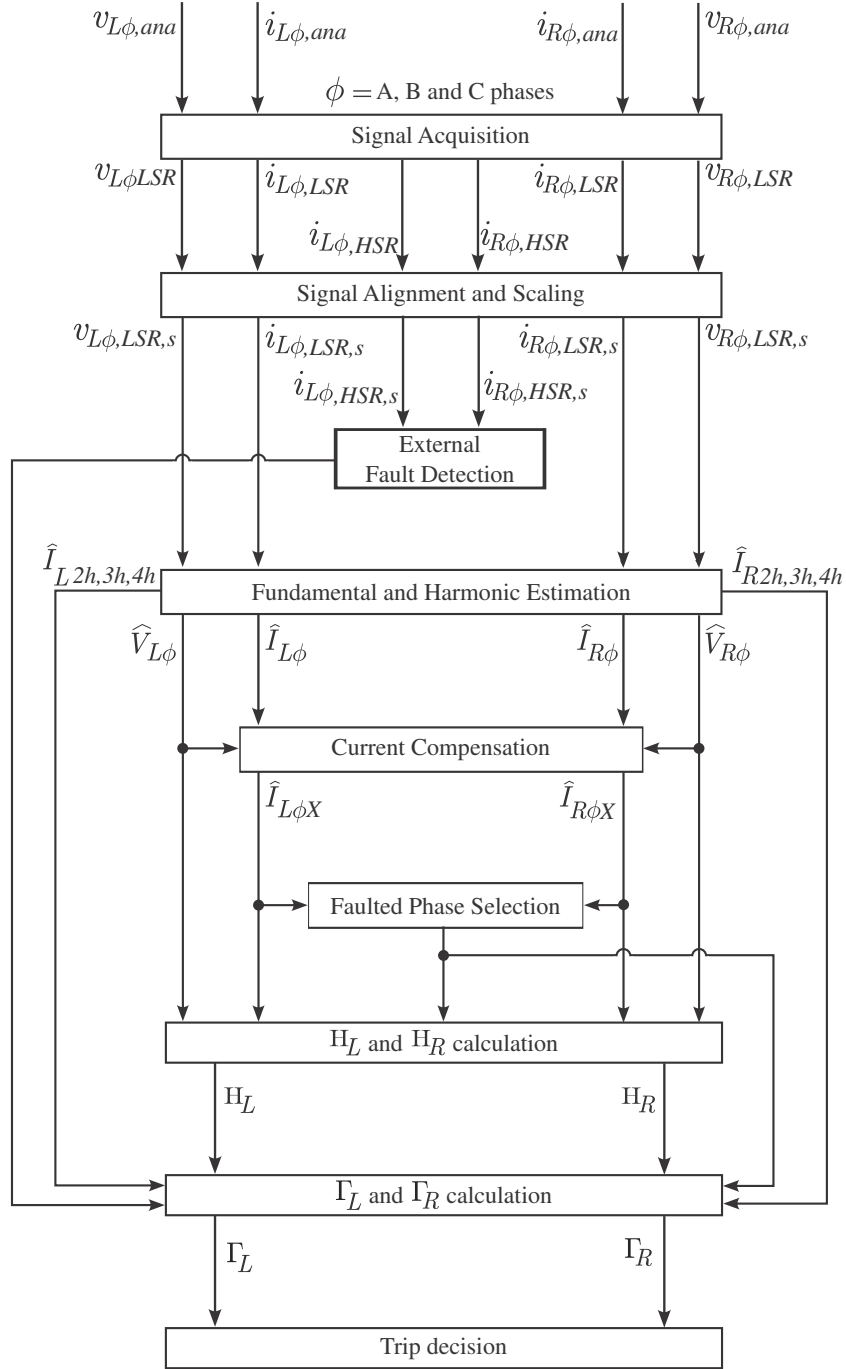 v_{Lϕ,ana} i_{Lϕ,ana} i_{Rϕ,ana} v_{Rϕ,ana}
ϕ = A, B and C phases
Signal Acquisition
v_{LϕLSR} i_{Lϕ,LSR} i_{Rϕ,LSR} v_{Rϕ,LSR}
i_{Lϕ,HSR} i_{Rϕ,HSR}
Signal Alignment and Scaling
v_{Lϕ,LSR,s} i_{Lϕ,LSR,s} i_{Rϕ,LSR,s} v_{Rϕ,LSR,s}
i_{Lϕ,HSR,s} i_{Rϕ,HSR,s}
External
Fault Detection
Î_{L 2h,3h,4h} Î_{R 2h,3h,4h}
Fundamental and Harmonic Estimation
V̂_{Lϕ} Î_{Lϕ} Î_{Rϕ} V̂_{Rϕ}
Current Compensation
Î_{LϕX} Î_{RϕX}
Faulted Phase Selection
H_L and H_R calculation
H_L H_R
Γ_L and Γ_R calculation
Γ_L Γ_R
Trip decision